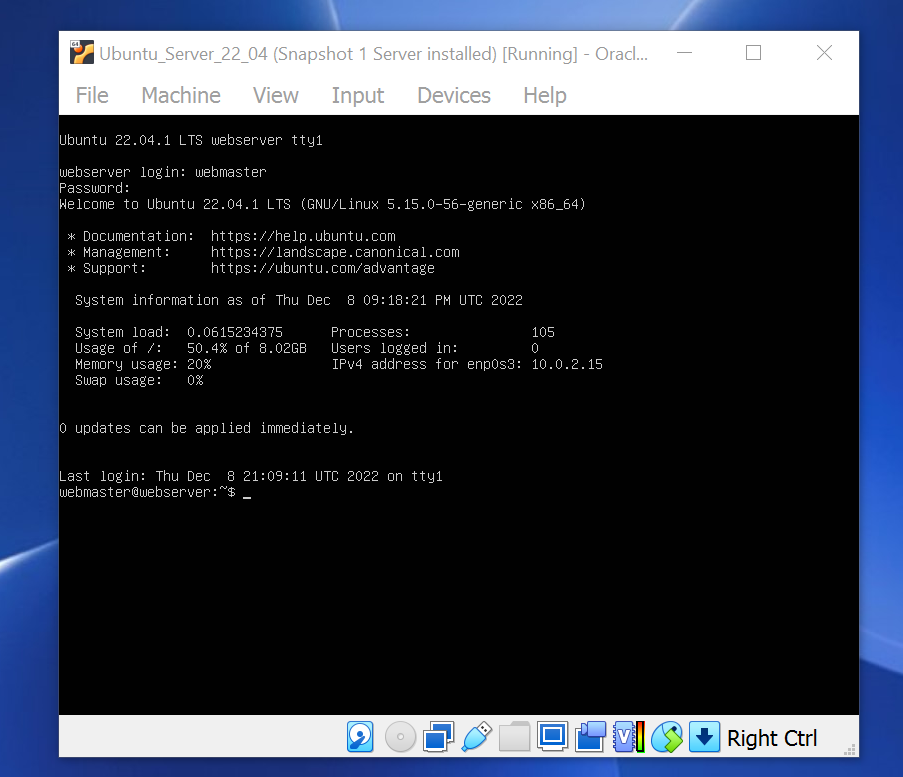 Ubuntu_Server_22_04 (Snapshot 1 Server installed) [Running] - Oracl...
File Machine View Input Devices Help
Ubuntu 22.04.1 LTS webserver tty1
webserver login: webmaster
Password:
Welcome to Ubuntu 22.04.1 LTS (GNU/Linux 5.15.0-56-generic x86_64)
* Documentation:  https://help.ubuntu.com
* Management:     https://landscape.canonical.com
* Support:        https://ubuntu.com/advantage
System information as of Thu Dec  8 09:18:21 PM UTC 2022
System load:  0.0615234375      Processes:               105
Usage of /:   50.4% of 8.02GB   Users logged in:         0
Memory usage: 20%               IPv4 address for enp0s3: 10.0.2.15
Swap usage:   0%
0 updates can be applied immediately.
Last login: Thu Dec  8 21:09:11 UTC 2022 on tty1
webmaster@webserver:~$ _
64
V
Right Ctrl